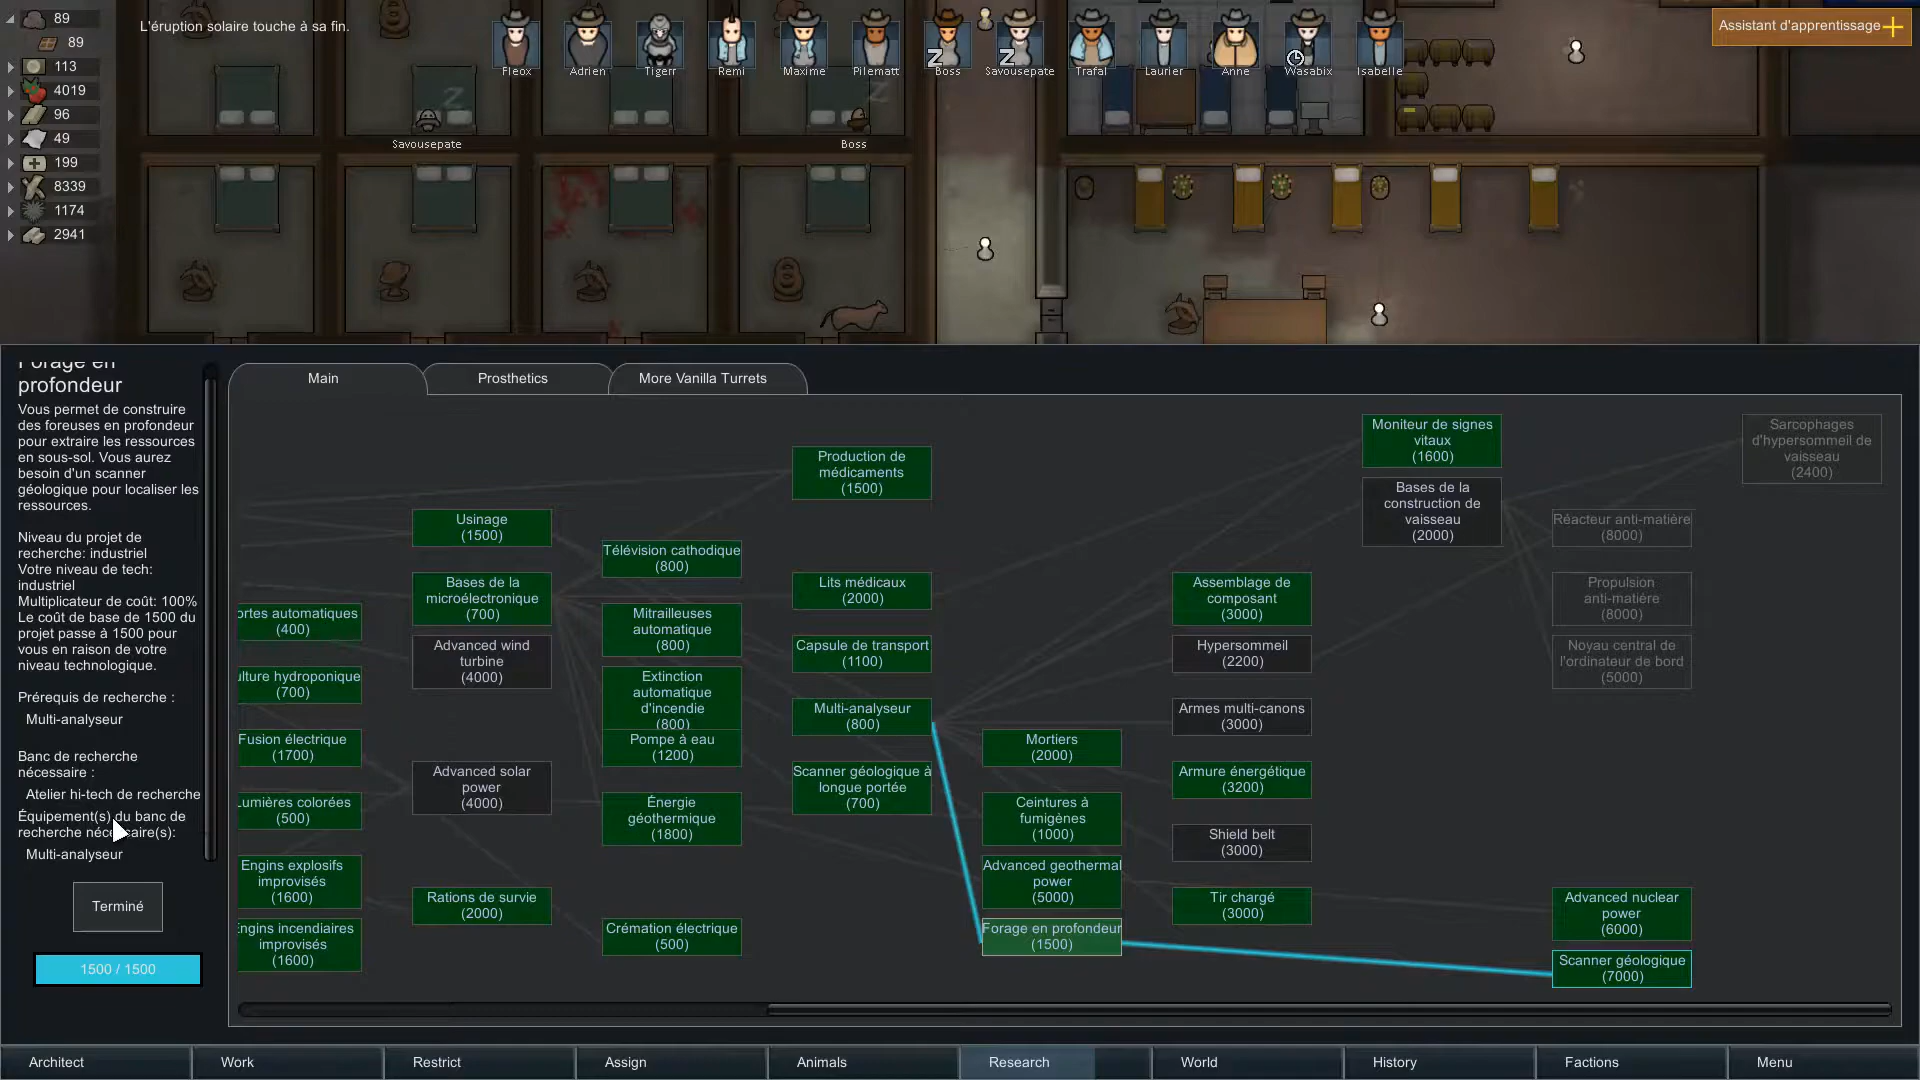 89
89
113
4019
96
49
199
8339
1174
2941
L'éruption solaire touche à sa fin.
Fleox
Adrien
Tigerr
Remi
Maxime
Pilematt
Boss
Savousepate
Trafal
Laurier
Anne
Wasabix
Isabelle
Assistant d'apprentissage
Savousepate
Boss
Forage en
profondeur
Vous permet de construire
des foreuses en profondeur
pour extraire les ressources
en sous-sol. Vous aurez
besoin d'un scanner
géologique pour localiser les
ressources.
Niveau du projet de
recherche: industriel
Votre niveau de tech:
industriel
Multiplicateur de coût: 100%
Le coût de base de 1500 du
projet passe à 1500 pour
vous en raison de votre
niveau technologique.
Prérequis de recherche :
Multi-analyseur
Banc de recherche
nécessaire :
Atelier hi-tech de recherche
Équipement(s) du banc de
recherche nécessaire(s):
Multi-analyseur
Terminé
1500 / 1500
Main
Prosthetics
More Vanilla Turrets
ortes automatiques
(400)
ulture hydroponique
(700)
Fusion électrique
(1700)
Lumières colorées
(500)
Engins explosifs
improvisés
(1600)
Engins incendiaires
improvisés
(1600)
Usinage
(1500)
Bases de la
microélectronique
(700)
Advanced wind
turbine
(4000)
Advanced solar
power
(4000)
Rations de survie
(2000)
Télévision cathodique
(800)
Mitrailleuses
automatique
(800)
Extinction
automatique
d'incendie
(800)
Pompe à eau
(1200)
Énergie
géothermique
(1800)
Crémation électrique
(500)
Production de
médicaments
(1500)
Lits médicaux
(2000)
Capsule de transport
(1100)
Multi-analyseur
(800)
Scanner géologique à
longue portée
(700)
Mortiers
(2000)
Ceintures à
fumigènes
(1000)
Advanced geothermal
power
(5000)
Forage en profondeur
(1500)
Assemblage de
composant
(3000)
Hypersommeil
(2200)
Armes multi-canons
(3000)
Armure énergétique
(3200)
Shield belt
(3000)
Tir chargé
(3000)
Moniteur de signes
vitaux
(1600)
Bases de la
construction de
vaisseau
(2000)
Réacteur anti-matière
(8000)
Propulsion
anti-matière
(8000)
Noyau central de
l'ordinateur de bord
(5000)
Advanced nuclear
power
(6000)
Scanner géologique
(7000)
Sarcophages
d'hypersommeil de
vaisseau
(2400)
Architect
Work
Restrict
Assign
Animals
Research
World
History
Factions
Menu